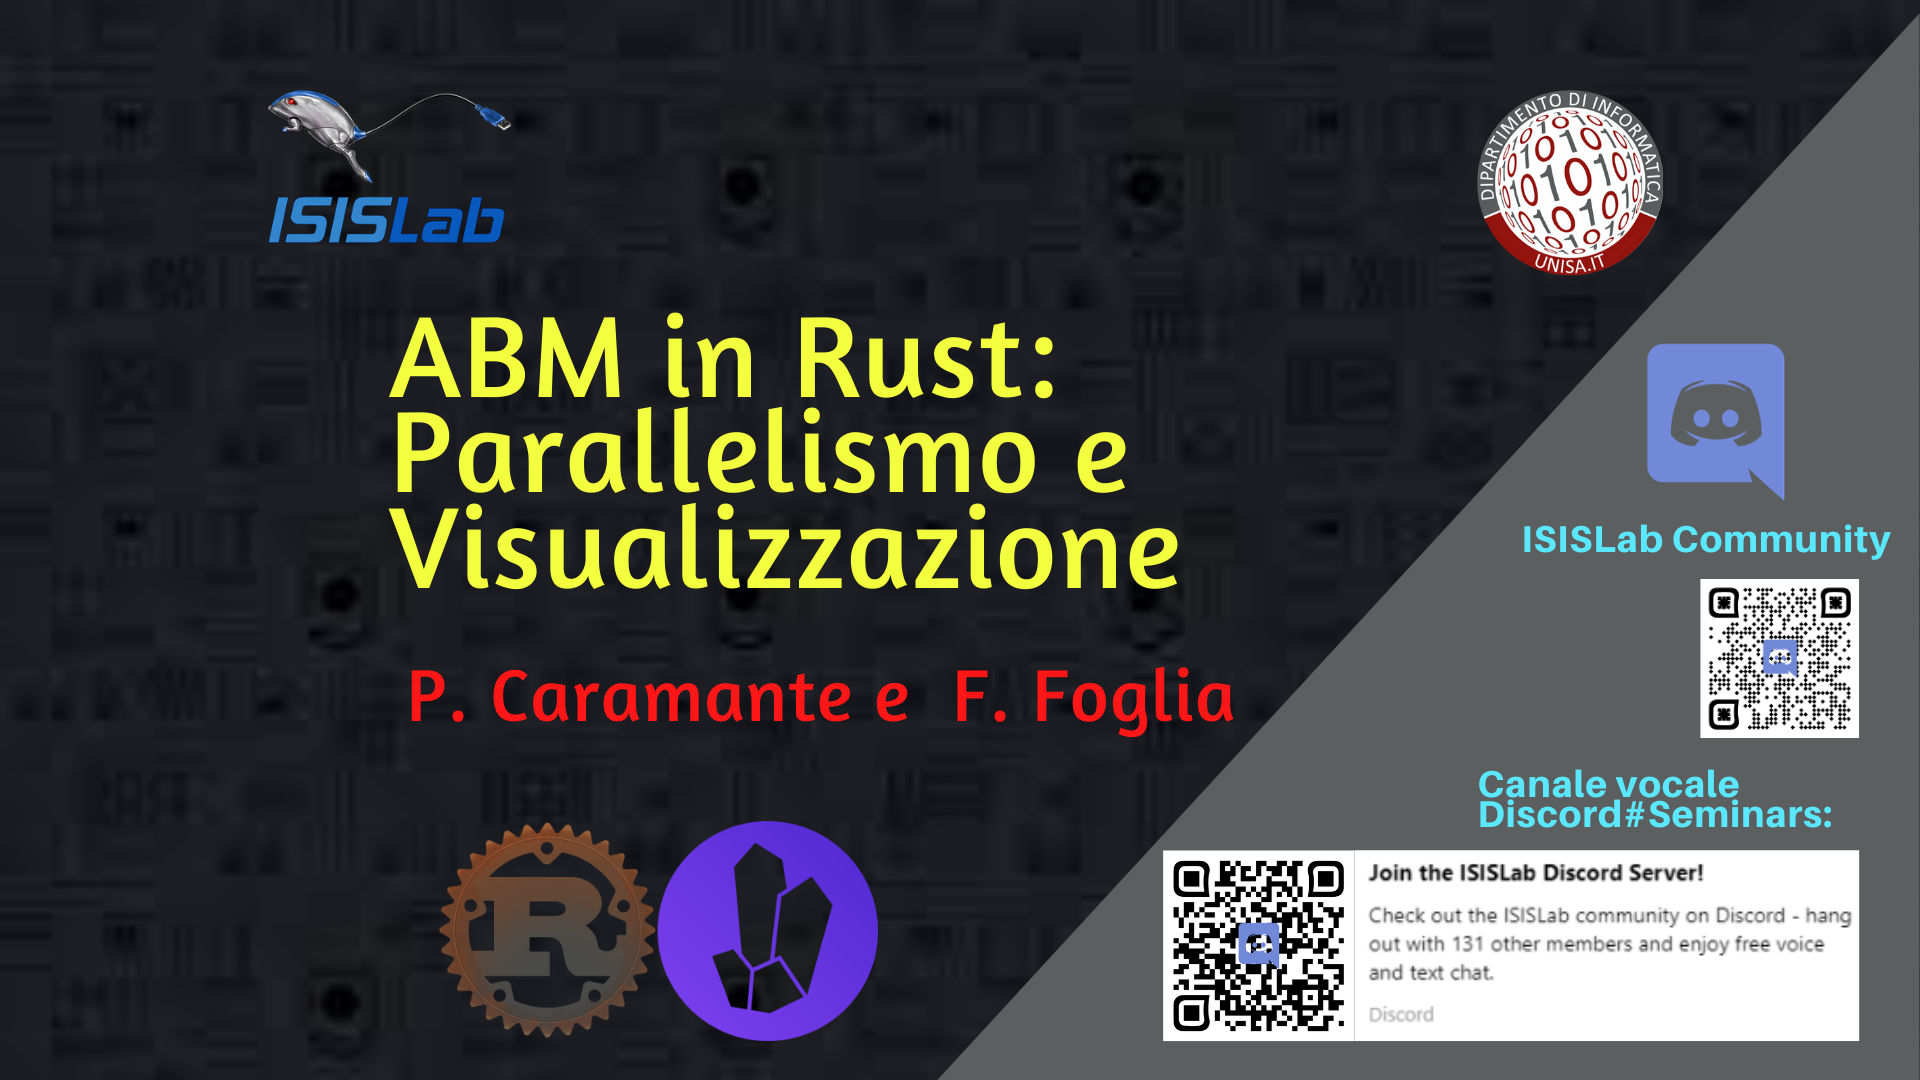 ISISLab
DIPARTIMENTO DI INFORMATICA
UNISA.IT
ABM in Rust:
Parallelismo e
Visualizzazione
P. Caramante e F. Foglia
ISISLab Community
Canale vocale
Discord#Seminars:
Join the ISISLab Discord Server!
Check out the ISISLab community on Discord - hang
out with 131 other members and enjoy free voice
and text chat.
Discord
R